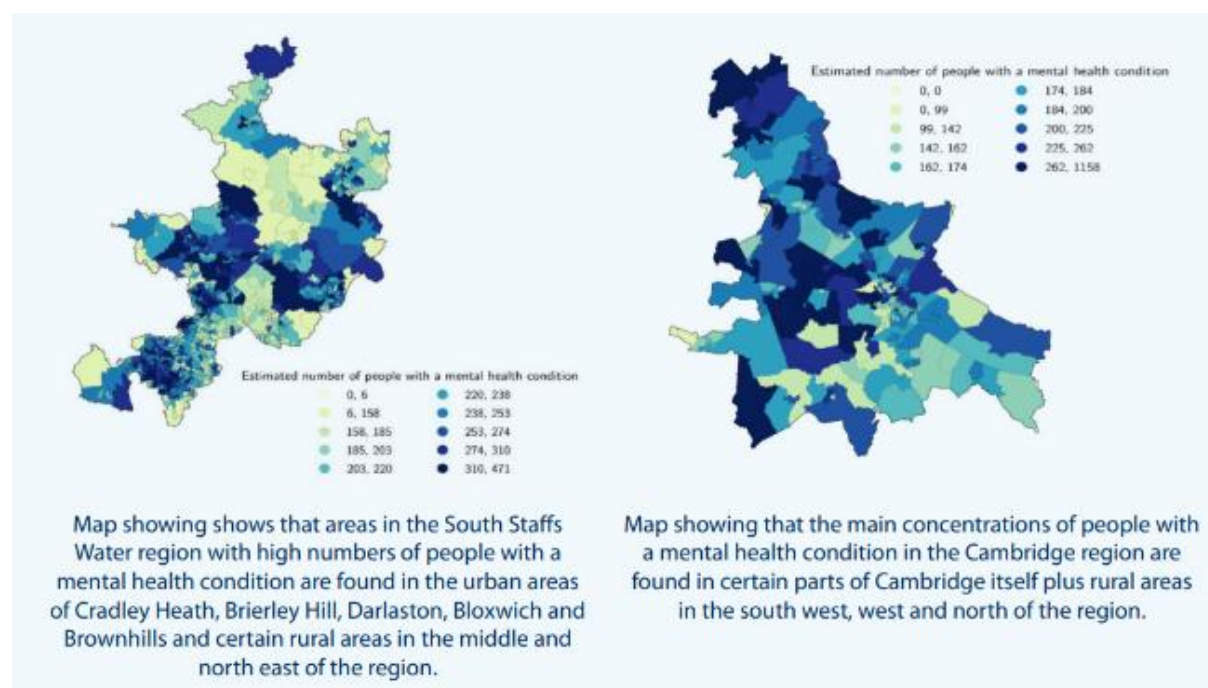 Estimated number of people with a mental health condition
0, 0 174, 184
0, 99 184, 200
99, 142 200, 225
142, 162 225, 262
162, 174 262, 1158
Estimated number of people with a mental health condition
0, 6 220, 238
6, 158 238, 253
158, 185 253, 274
185, 203 274, 310
203, 220 310, 471
Map showing shows that areas in the South Staffs
Water region with high numbers of people with a
mental health condition are found in the urban areas
of Cradley Heath, Brierley Hill, Darlaston, Bloxwich and
Brownhills and certain rural areas in the middle and
north east of the region.
Map showing that the main concentrations of people with
a mental health condition in the Cambridge region are
found in certain parts of Cambridge itself plus rural areas
in the south west, west and north of the region.